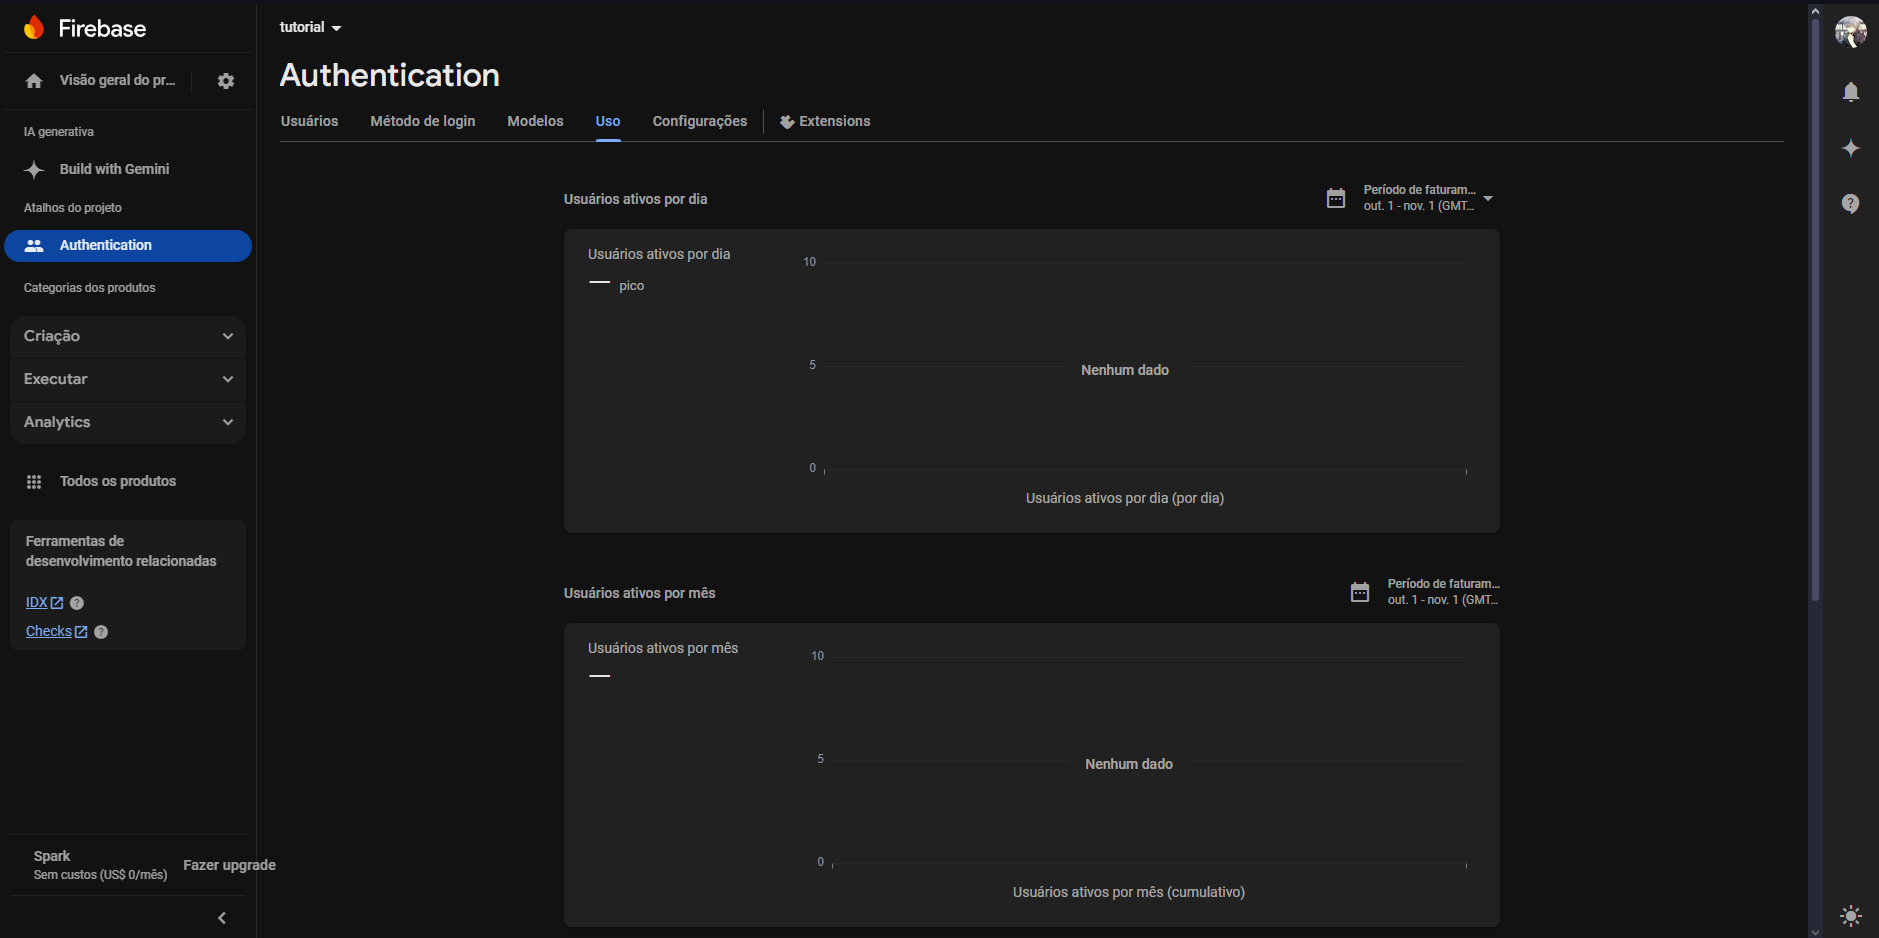 Firebase
Visão geral do pr...
IA generativa
Build with Gemini
Atalhos do projeto
Authentication
Categorias dos produtos
Criação
Executar
Analytics
Todos os produtos
Ferramentas de
desenvolvimento relacionadas
IDX
Checks
Spark
Sem custos (US$ 0/mês)
Fazer upgrade
tutorial
Authentication
Usuários
Método de login
Modelos
Uso
Configurações
Extensions
Usuários ativos por dia
Período de faturam...
out. 1 - nov. 1 (GMT...
Usuários ativos por dia
pico
10
5
0
Nenhum dado
Usuários ativos por dia (por dia)
Usuários ativos por mês
Período de faturam...
out. 1 - nov. 1 (GMT...
Usuários ativos por mês
10
5
0
Nenhum dado
Usuários ativos por mês (cumulativo)